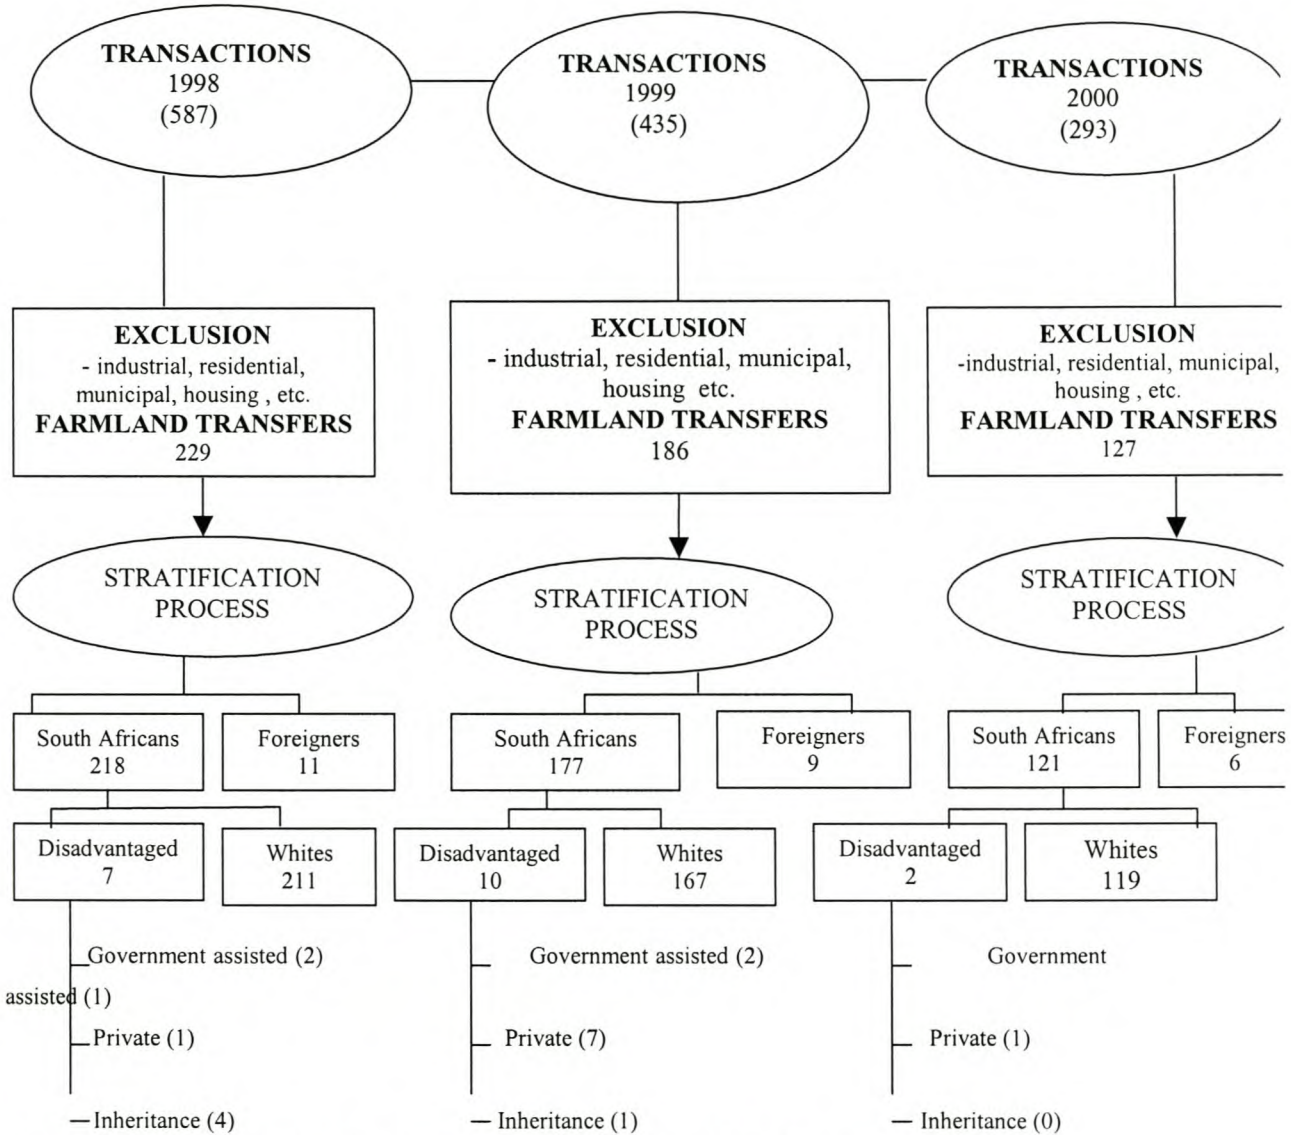 TRANSACTIONS
1998
(587)
TRANSACTIONS
1999
(435)
TRANSACTIONS
2000
(293)
EXCLUSION
- industrial, residential,
municipal, housing , etc.
FARMLAND TRANSFERS
229
EXCLUSION
- industrial, residential, municipal,
housing etc.
FARMLAND TRANSFERS
186
EXCLUSION
-industrial, residential, municipal,
housing , etc.
FARMLAND TRANSFERS
127
STRATIFICATION
PROCESS
STRATIFICATION
PROCESS
STRATIFICATION
PROCESS
South Africans
218
Foreigners
11
South Africans
177
Foreigners
9
South Africans
121
Foreigners
6
Disadvantaged
7
Whites
211
Disadvantaged
10
Whites
167
Disadvantaged
2
Whites
119
Government assisted (2)
Government assisted (2)
Government
assisted (1)
Private (1)
Private (7)
Private (1)
Inheritance (4)
Inheritance (1)
Inheritance (0)